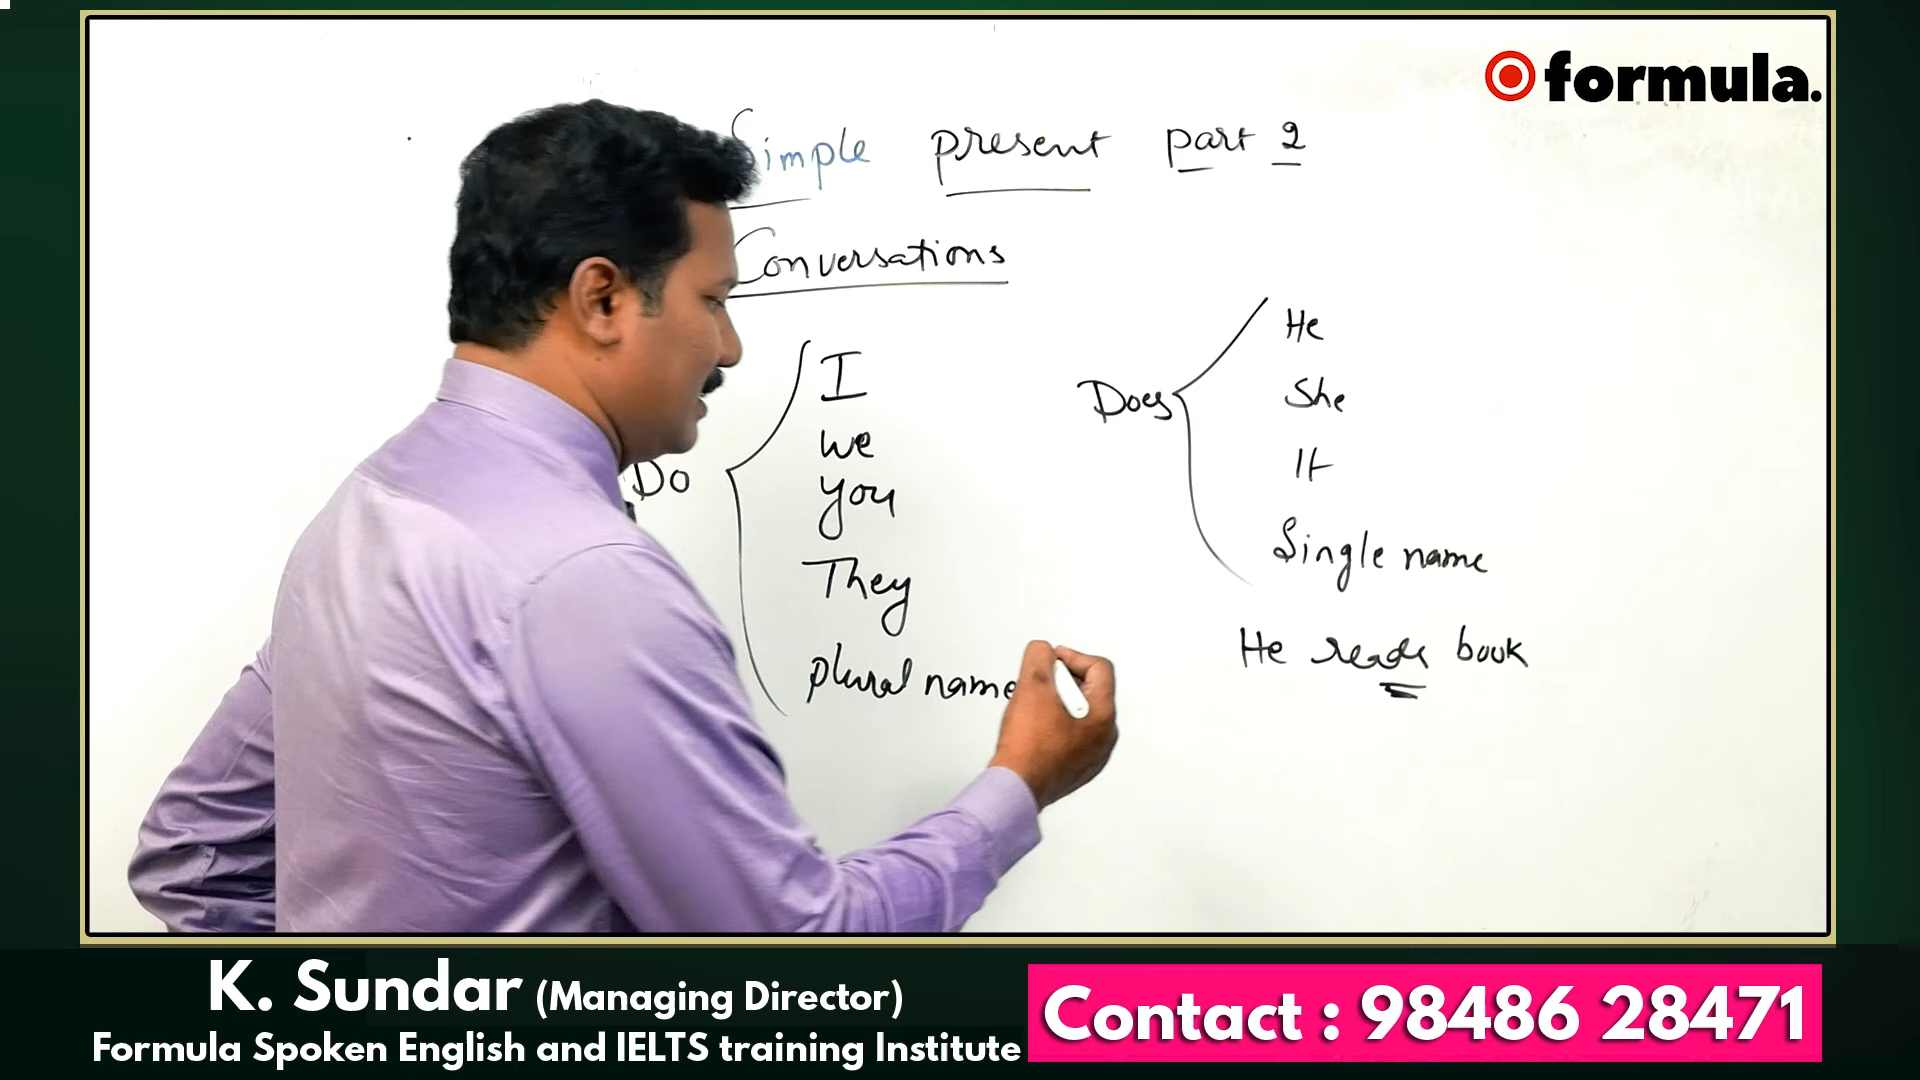 formula.
Simple present part 2
Conversations
Do
I
we
you
They
plural name
Does
He
She
It
Single name
He reads book
K. Sundar (Managing Director)
Formula Spoken English and IELTS training Institute
Contact : 98486 28471